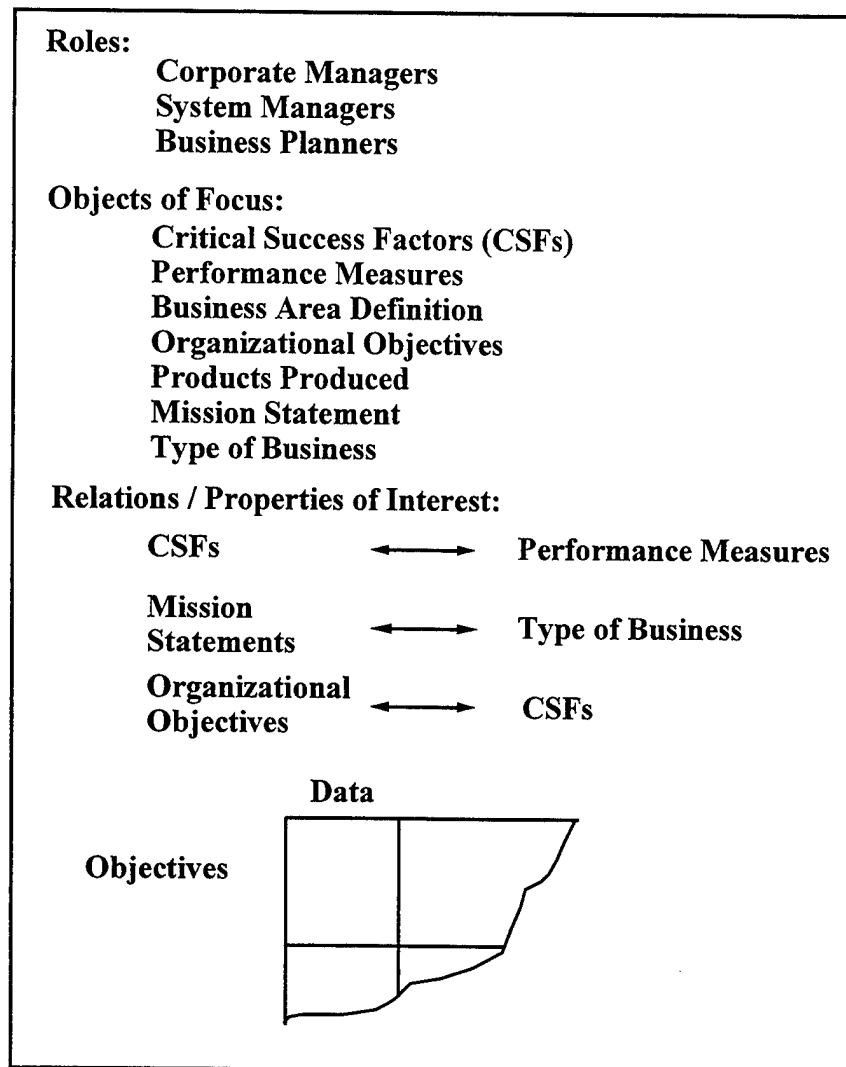 Roles:
Corporate Managers
System Managers
Business Planners
Objects of Focus:
Critical Success Factors (CSFs)
Performance Measures
Business Area Definition
Organizational Objectives
Products Produced
Mission Statement
Type of Business
Relations / Properties of Interest:
CSFs Performance Measures
Mission
Statements Type of Business
Organizational
Objectives CSFs
Data
Objectives